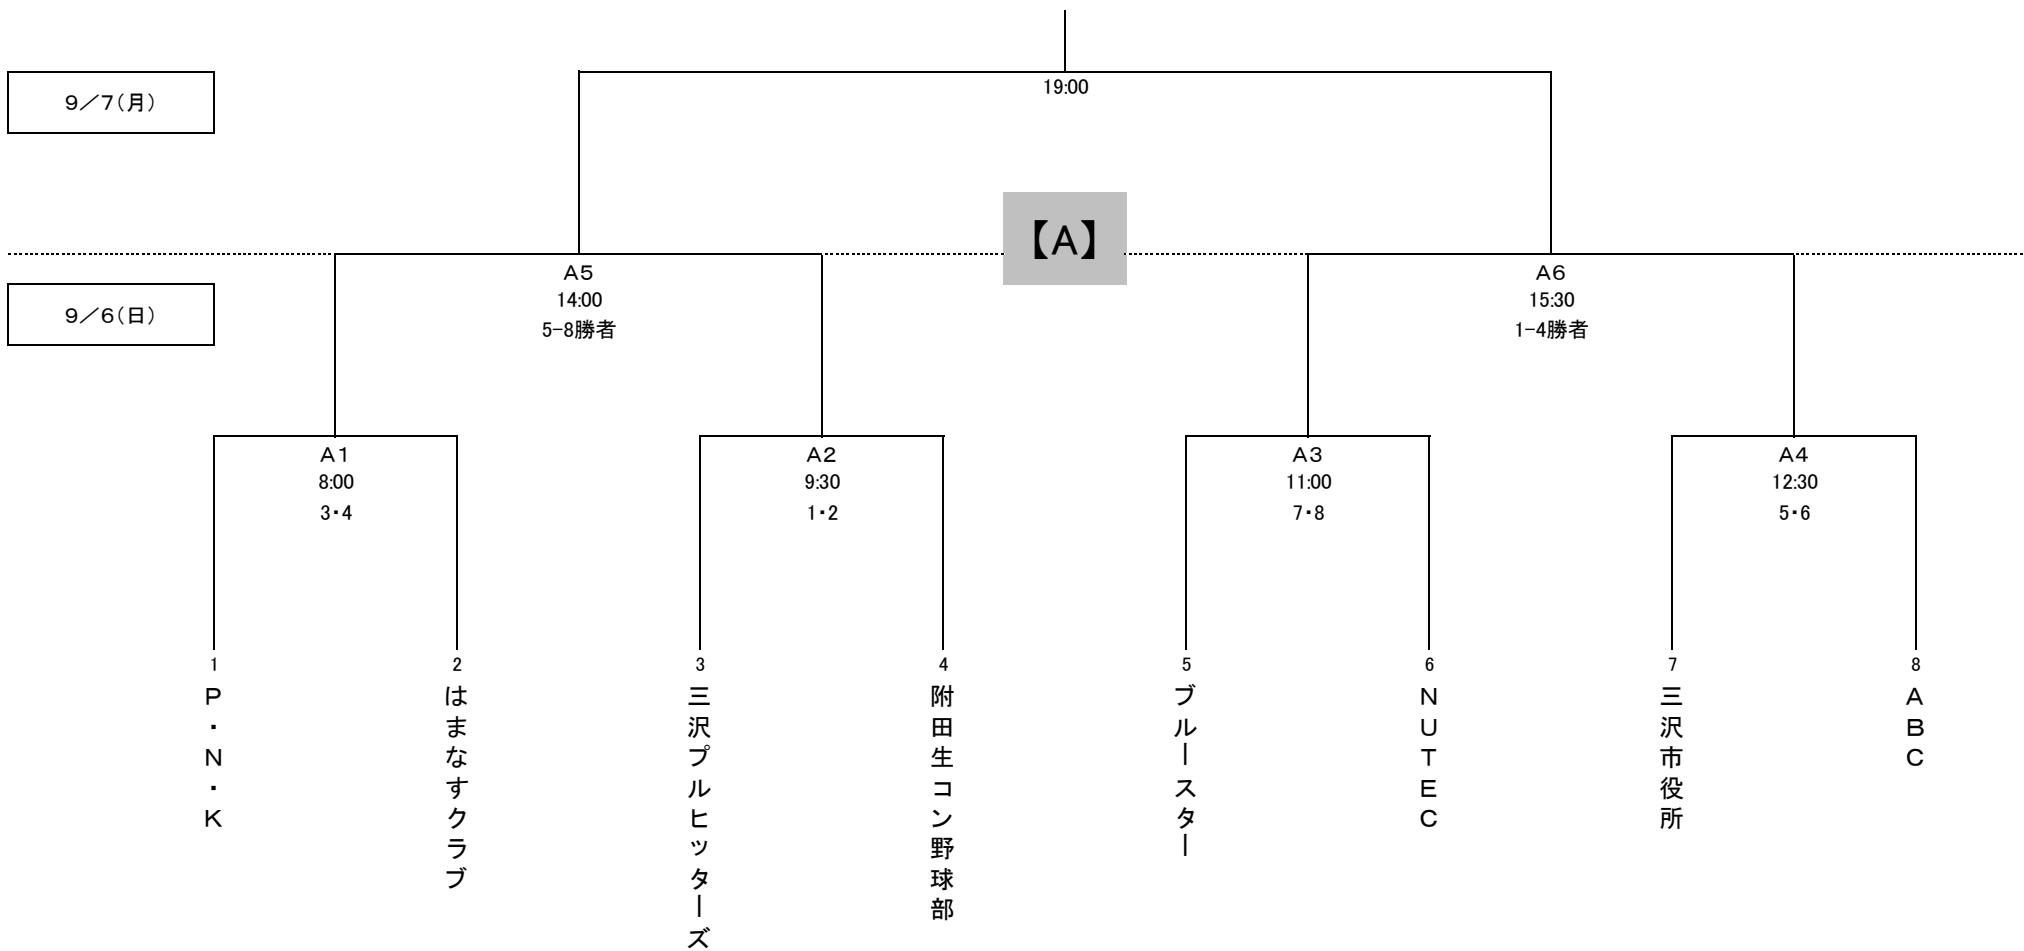 19:00
9／7(月)
【A】
A5
14:00
5-8勝者
A6
15:30
1-4勝者
9／6(日)
A1
8:00
3・4
A2
9:30
1・2
A3
11:00
7・8
A4
12:30
5・6
1
P・N・K
2
はまなすクラブ
3
三沢プルヒッターズ
4
附田生コン野球部
5
ブルースター
6
NUTEC
7
三沢市役所
8
ABC